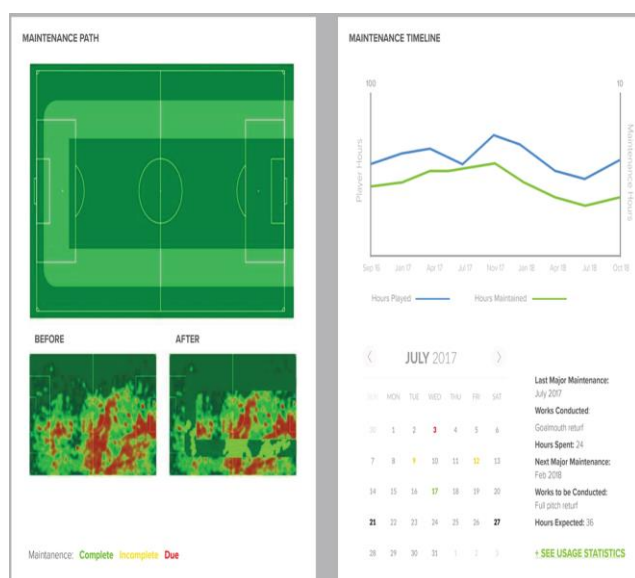 MAINTENANCE PATH
BEFORE
AFTER
Maintanence: Complete Incomplete Due
MAINTENANCE TIMELINE
100
10
Player Hours
Maintenance Hours
Sep 16 Jan 17 Apr 17 Jul 17 Nov 17 Jan 18 Apr 18 Jul 18 Oct 18
Hours Played
Hours Maintained
JULY 2017
SUN MON TUE WED THU FRI SAT
30 1 2 3 4 5 6
7 8 9 10 11 12 13
14 15 16 17 18 19 20
21 22 23 24 25 26 27
28 29 30 31 1 2 3
Last Major Maintenance:
July 2017
Works Conducted:
Goalmouth returf
Hours Spent: 24
Next Major Maintenance:
Feb 2018
Works to be Conducted:
Full pitch returf
Hours Expected: 36
+ SEE USAGE STATISTICS